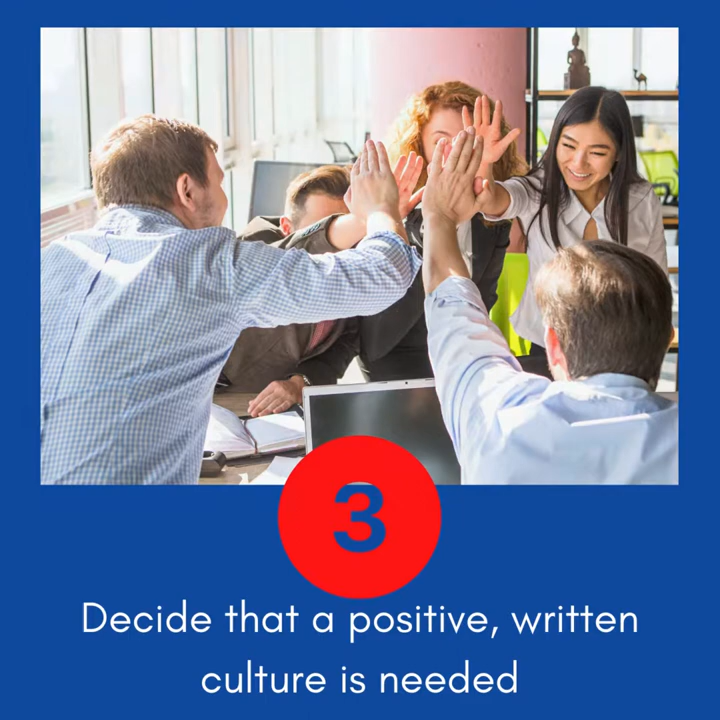 3
Decide that a positive, written
culture is needed